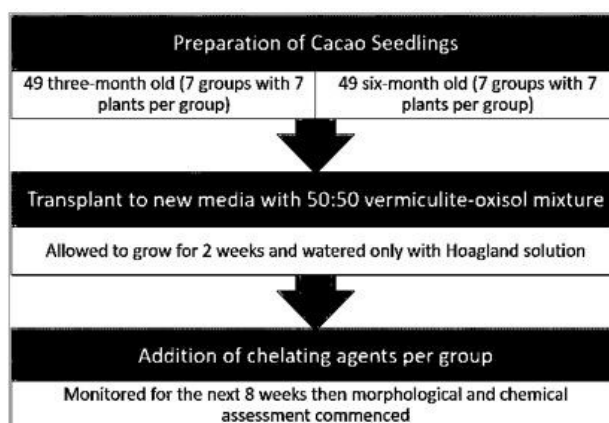 Preparation of Cacao Seedlings
49 three-month old (7 groups with 7
plants per group)
49 six-month old (7 groups with 7
plants per group)
Transplant to new media with 50:50 vermiculite-oxisol mixture
Allowed to grow for 2 weeks and watered only with Hoagland solution
Addition of chelating agents per group
Monitored for the next 8 weeks then morphological and chemical
assessment commenced